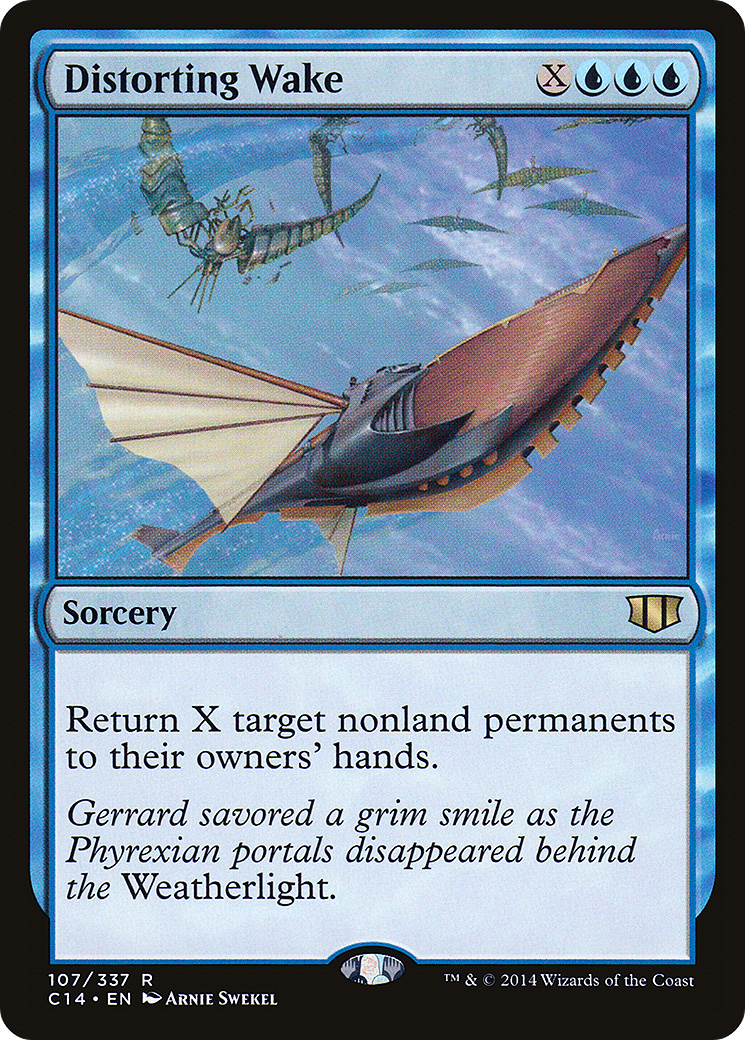 Distorting Wake X
Arnie
Sorcery
Return X target nonland permanents
to their owners' hands.
Gerrard savored a grim smile as the
Phyrexian portals disappeared behind
the Weatherlight.
107/337 R
C14 • EN Arnie Swekel
™ & © 2014 Wizards of the Coast